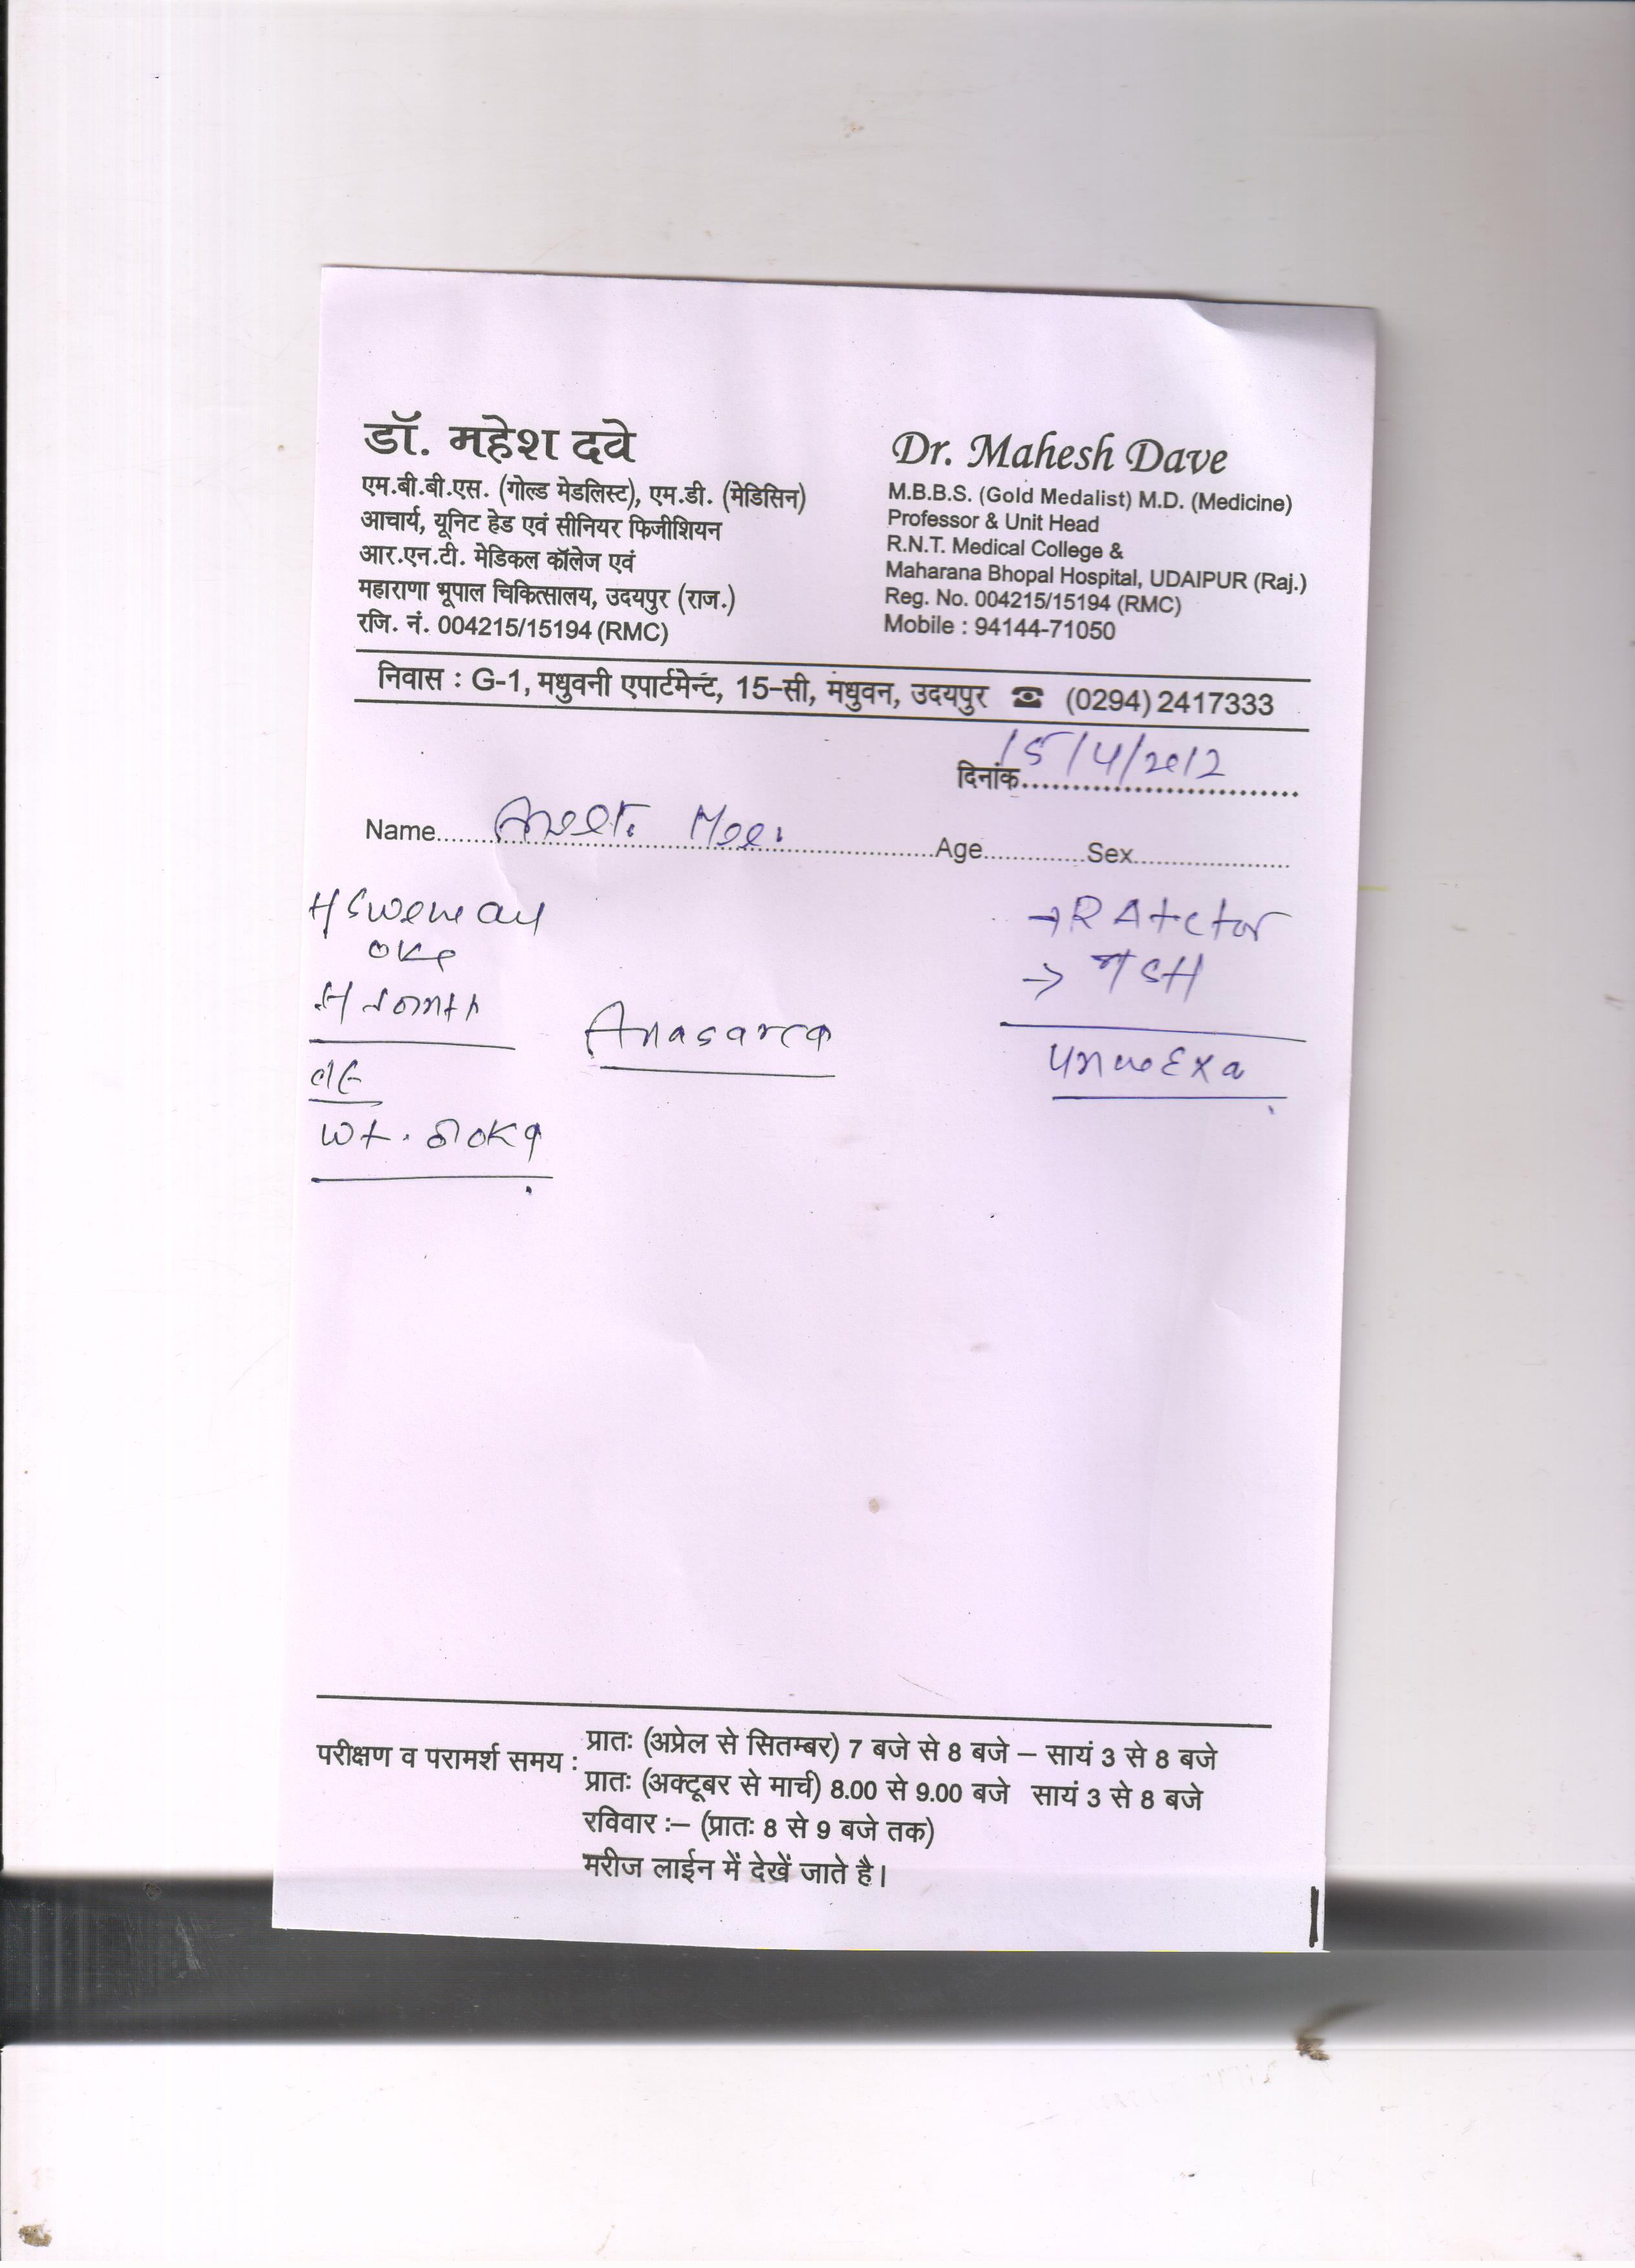 डॉ. महेश दवे
एम.बी.बी.एस. (गोल्ड मेडलिस्ट), एम.डी. (मेडिसिन)
आचार्य, यूनिट हेड एवं सीनियर फिजीशियन
आर.एन.टी. मेडिकल कॉलेज एवं
महाराणा भूपाल चिकित्सालय, उदयपुर (राज.)
रजि. नं. 004215/15194 (RMC)
Dr. Mahesh Dave
M.B.B.S. (Gold Medalist) M.D. (Medicine)
Professor & Unit Head
R.N.T. Medical College &
Maharana Bhopal Hospital, UDAIPUR (Raj.)
Reg. No. 004215/15194 (RMC)
Mobile : 94144-71050
निवास : G-1, मधुवनी एपार्टमेन्ट, 15-सी, मधुवन, उदयपुर ☎ (0294) 2417333
दिनांक 15/4/2012
Name Age Sex
Anasarca
→ RA
→
Wt.
परीक्षण व परामर्श समय :
प्रातः (अप्रेल से सितम्बर) 7 बजे से 8 बजे – सायं 3 से 8 बजे
प्रातः (अक्टूबर से मार्च) 8.00 से 9.00 बजे सायं 3 से 8 बजे
रविवार :– (प्रातः 8 से 9 बजे तक)
मरीज लाईन में देखें जाते है।